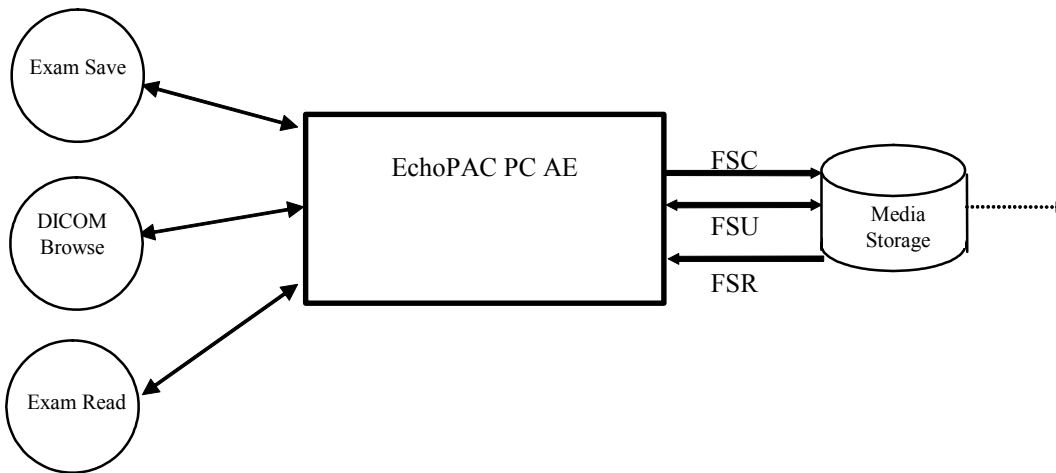 Exam Save
DICOM
Browse
Exam Read
EchoPAC PC AE
FSC
FSU
FSR
Media
Storage